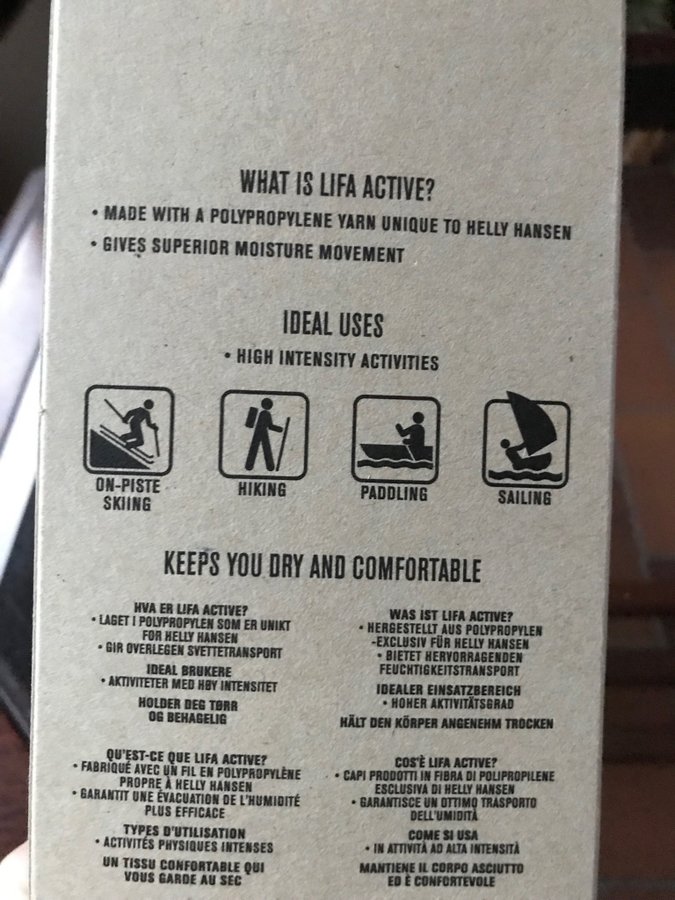 WHAT IS LIFA ACTIVE?
• MADE WITH A POLYPROPYLENE YARN UNIQUE TO HELLY HANSEN
• GIVES SUPERIOR MOISTURE MOVEMENT
IDEAL USES
• HIGH INTENSITY ACTIVITIES
ON-PISTE
SKIING
HIKING
PADDLING
SAILING
KEEPS YOU DRY AND COMFORTABLE
HVA ER LIFA ACTIVE?
• LAGET I POLYPROPYLEN SOM ER UNIKT
FOR HELLY HANSEN
• GIR OVERLEGEN SVETTETRANSPORT
IDEAL BRUKERE
• AKTIVITETER MED HØY INTENSITET
HOLDER DEG TØRR
OG BEHAGELIG
WAS IST LIFA ACTIVE?
• HERGESTELLT AUS POLYPROPYLEN
-EXCLUSIV FÜR HELLY HANSEN
• BIETET HERVORRAGENDEN
FEUCHTIGKEITSTRANSPORT
IDEALER EINSATZBEREICH
• HOHER AKTIVITÄTSGRAD
HÄLT DEN KÖRPER ANGENEHM TROCKEN
QU'EST-CE QUE LIFA ACTIVE?
• FABRIQUÉ AVEC UN FIL EN POLYPROPYLÈNE
PROPRE À HELLY HANSEN
• GARANTIT UNE ÉVACUATION DE L'HUMIDITÉ
PLUS EFFICACE
TYPES D'UTILISATION
• ACTIVITÉS PHYSIQUES INTENSES
UN TISSU CONFORTABLE QUI
VOUS GARDE AU SEC
COS'È LIFA ACTIVE?
• CAPI PRODOTTI IN FIBRA DI POLIPROPILENE
ESCLUSIVA DI HELLY HANSEN
• GARANTISCE UN OTTIMO TRASPORTO
DELL'UMIDITÀ
COME SI USA
• IN ATTIVITÀ AD ALTA INTENSITÀ
MANTIENE IL CORPO ASCIUTTO
ED È CONFORTEVOLE